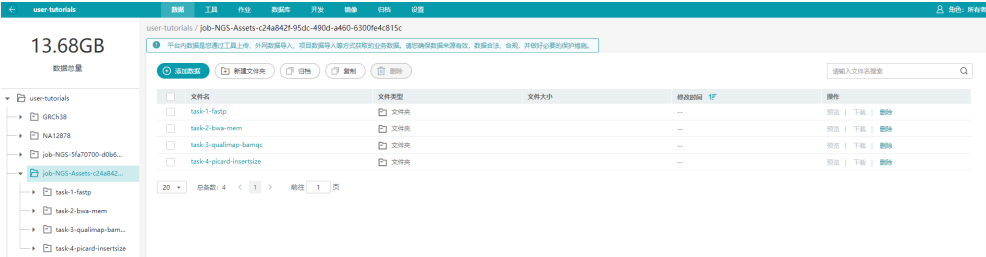 user-tutorials 数据 工具 作业 数据库 开发 镜像 归档 设置 角色: 所有者
user-tutorials / job-NGS-Assets-c24a842f-95dc-490d-a460-6300fe4c815c
13.68GB
数据总量
平台内数据是您通过工具上传、外网数据导入、项目数据导入等方式获取的业务数据，请您确保数据来源有效、数据合法、合规，并做好必要的保护措施。
添加数据 新建文件夹 归档 复制 删除 请输入文件名搜索
文件名 文件类型 文件大小 修改时间 操作
task-1-fastp 文件夹 -- 预览 | 下载 | 删除
task-2-bwa-mem 文件夹 -- 预览 | 下载 | 删除
task-3-qualimap-bamqc 文件夹 -- 预览 | 下载 | 删除
task-4-picard-insertsize 文件夹 -- 预览 | 下载 | 删除
20 总条数: 4 < 1 > 前往 1 页
user-tutorials
GRCh38
NA12878
job-NGS-5fa70700-d0b6...
job-NGS-Assets-c24a842...
task-1-fastp
task-2-bwa-mem
task-3-qualimap-bam...
task-4-picard-insertsize